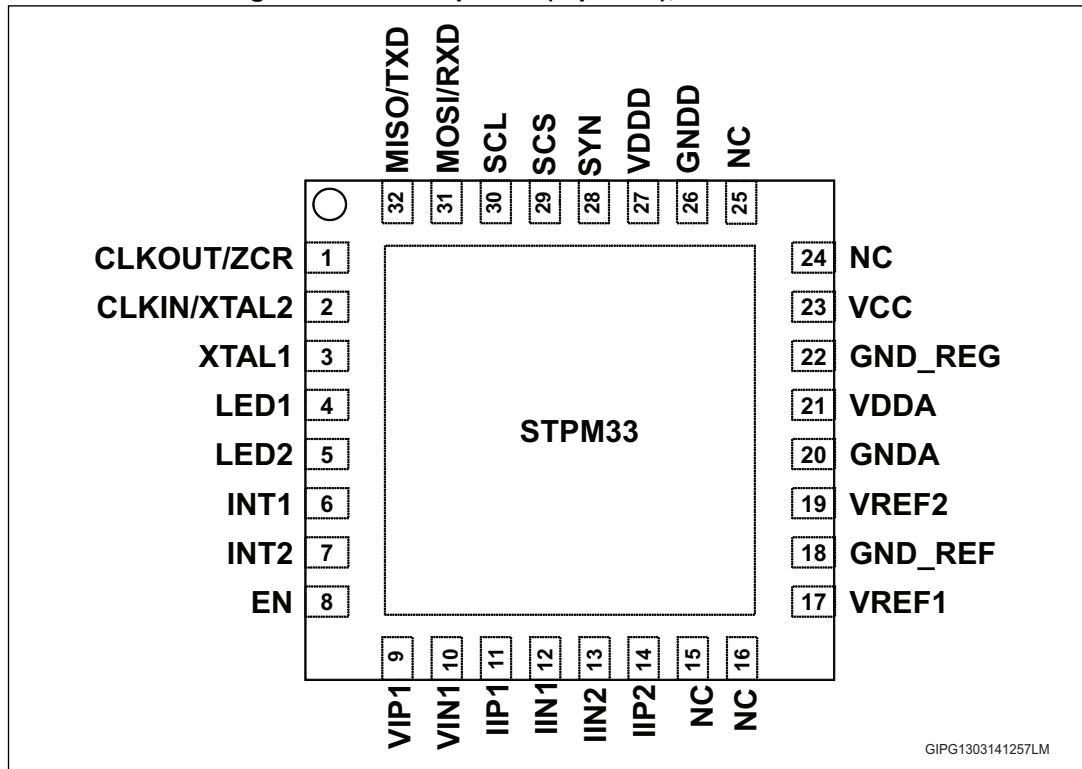 MISO/TXD
MOSI/RXD
SCL
SCS
SYN
VDDD
GNDD
NC
32
31
30
29
28
27
26
25
CLKOUT/ZCR 1
CLKIN/XTAL2 2
XTAL1 3
LED1 4
LED2 5
INT1 6
INT2 7
EN 8
STPM33
24 NC
23 VCC
22 GND_REG
21 VDDA
20 GNDA
19 VREF2
18 GND_REF
17 VREF1
9
10
11
12
13
14
15
16
VIP1
VIN1
IIP1
IIN1
IIN2
IIP2
NC
NC
GIPG1303141257LM